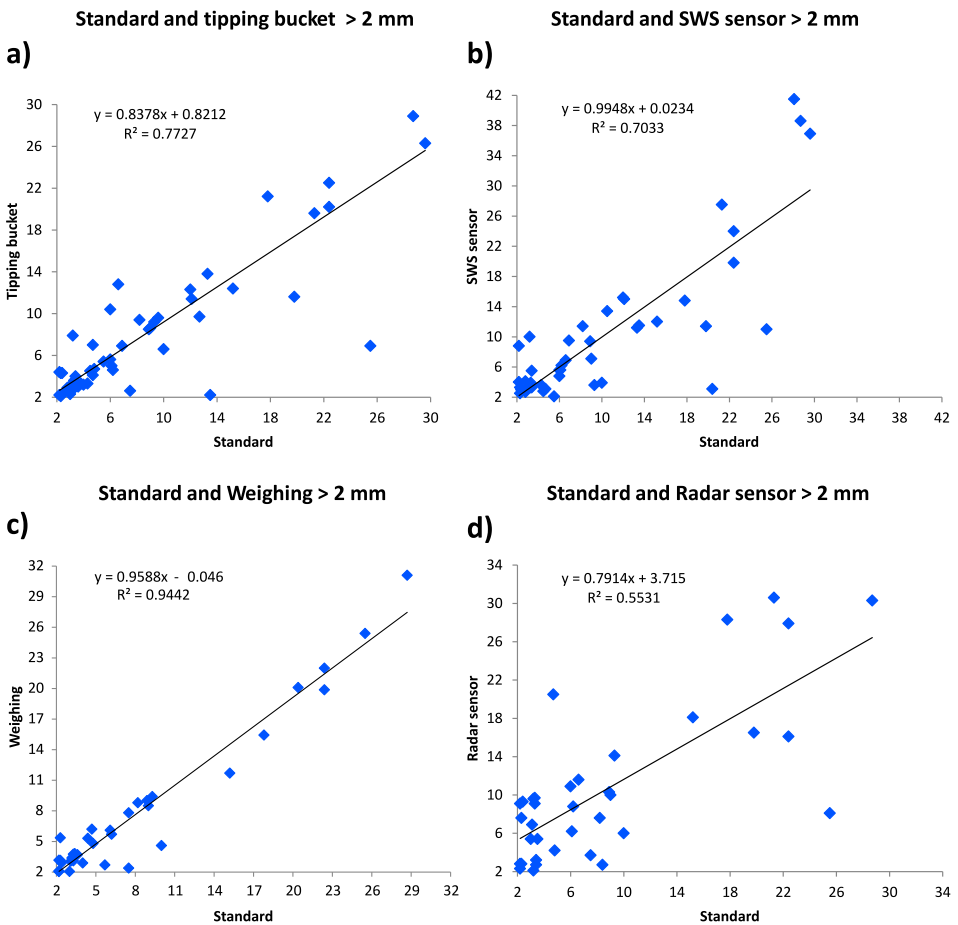 Standard and tipping bucket > 2 mm
a)
y = 0.8378x + 0.8212
R² = 0.7727
30
26
22
18
14
10
6
2
Tipping bucket
2 6 10 14 18 22 26 30
Standard
Standard and SWS sensor > 2 mm
b)
y = 0.9948x + 0.0234
R² = 0.7033
42
38
34
30
26
22
18
14
10
6
2
SWS sensor
2 6 10 14 18 22 26 30 34 38 42
Standard
Standard and Weighing > 2 mm
c)
y = 0.9588x - 0.046
R² = 0.9442
32
29
26
23
20
17
14
11
8
5
2
Weighing
2 5 8 11 14 17 20 23 26 29 32
Standard
Standard and Radar sensor > 2 mm
d)
y = 0.7914x + 3.715
R² = 0.5531
34
30
26
22
18
14
10
6
2
Radar sensor
2 6 10 14 18 22 26 30 34
Standard